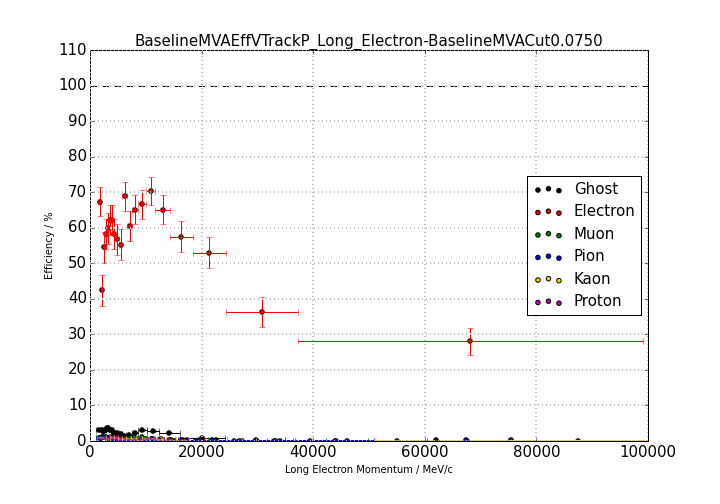 BaselineMVAEffVTrackP_Long_Electron-BaselineMVACut0.0750
110
100
90
80
70
60
50
40
30
20
10
0
Efficiency / %
Ghost
Electron
Muon
Pion
Kaon
Proton
0 20000 40000 60000 80000 100000
Long Electron Momentum / MeV/c